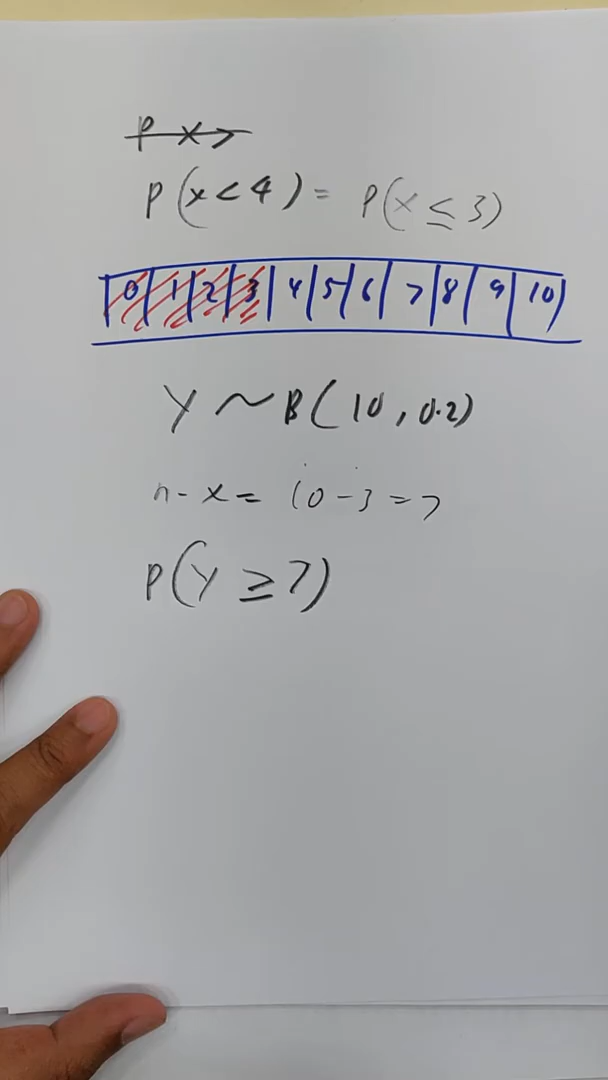 P X >
P(x < 4) = P(X ≤ 3)
0 | 1 | 2 | 3 | 4 | 5 | 6 | 7 | 8 | 9 | 10
Y ~ B(10, 0.2)
n - x = 10 - 3 = 7
P(Y ≥ 7)